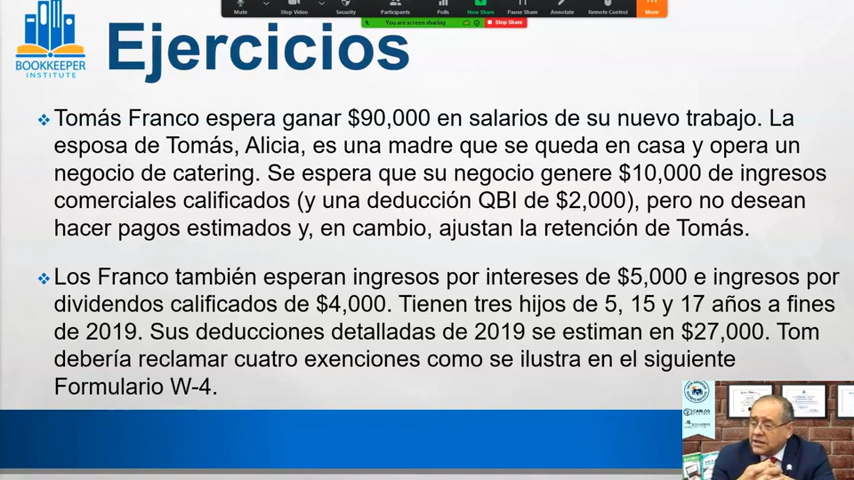 Mute
Stop Video
Security
Participants
Polls
New Share
Pause Share
Annotate
Remote Control
More
You are screen sharing
Stop Share
BOOKKEEPER
INSTITUTE
Ejercicios
Tomás Franco espera ganar $90,000 en salarios de su nuevo trabajo. La
esposa de Tomás, Alicia, es una madre que se queda en casa y opera un
negocio de catering. Se espera que su negocio genere $10,000 de ingresos
comerciales calificados (y una deducción QBI de $2,000), pero no desean
hacer pagos estimados y, en cambio, ajustan la retención de Tomás.
Los Franco también esperan ingresos por intereses de $5,000 e ingresos por
dividendos calificados de $4,000. Tienen tres hijos de 5, 15 y 17 años a fines
de 2019. Sus deducciones detalladas de 2019 se estiman en $27,000. Tom
debería reclamar cuatro exenciones como se ilustra en el siguiente
Formulario W-4.
CARLOS